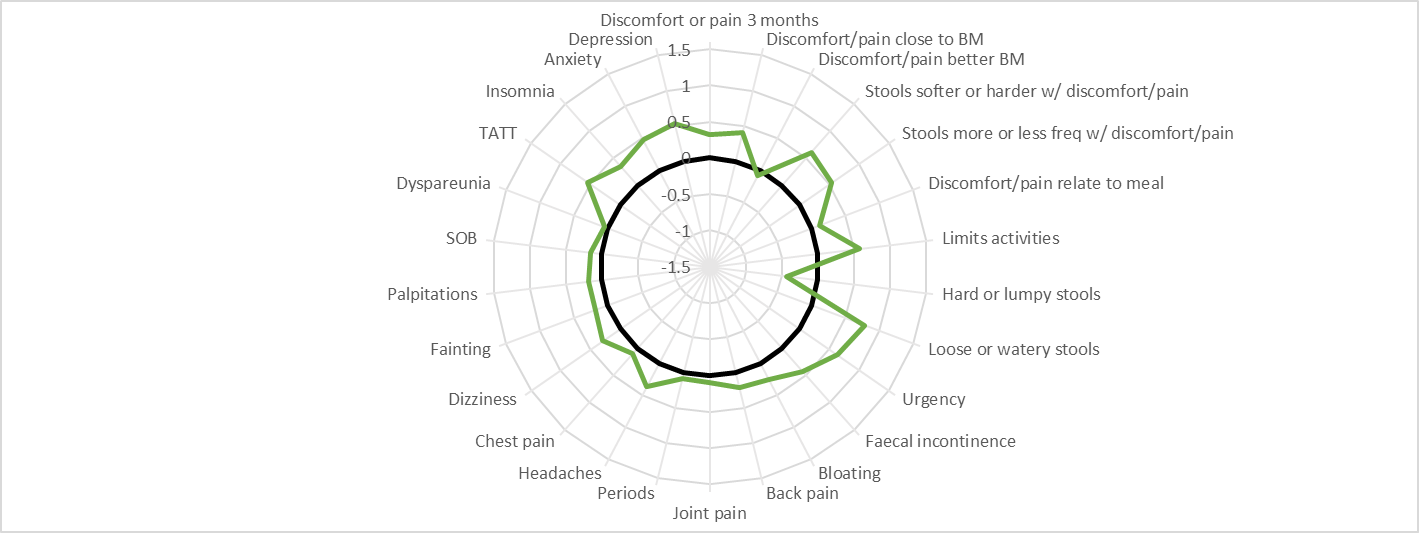 Discomfort or pain 3 months
Discomfort/pain close to BM
Discomfort/pain better BM
Stools softer or harder w/ discomfort/pain
Stools more or less freq w/ discomfort/pain
Discomfort/pain relate to meal
Limits activities
Hard or lumpy stools
Loose or watery stools
Urgency
Faecal incontinence
Bloating
Back pain
Joint pain
Periods
Headaches
Chest pain
Dizziness
Fainting
Palpitations
SOB
Dyspareunia
TATT
Insomnia
Anxiety
Depression
1.5
1
0.5
0
-0.5
-1
-1.5